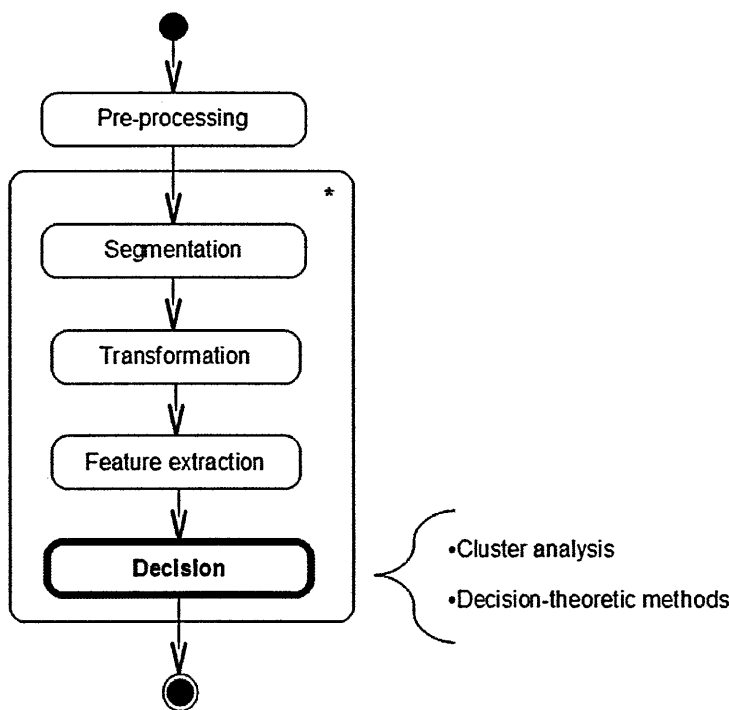 Pre-processing
*
Segmentation
Transformation
Feature extraction
Decision
•Cluster analysis
•Decision-theoretic methods